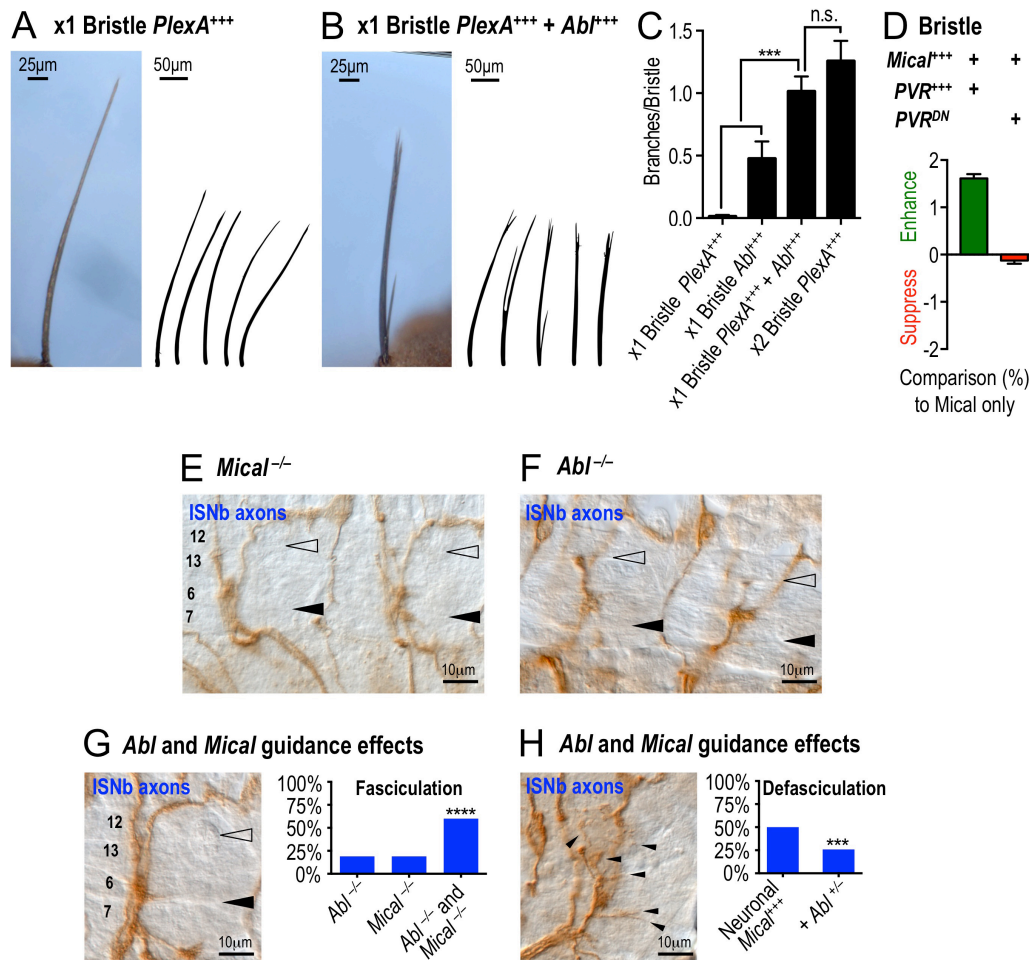 A x1 Bristle PlexA+++
25µm
50µm
B x1 Bristle PlexA+++ + Abl+++
25µm
50µm
C
Branches/Bristle
1.5
1.0
0.5
0.0
***
n.s.
x1 Bristle PlexA+++
x1 Bristle Abl+++
x1 Bristle PlexA+++ + Abl+++
x2 Bristle PlexA+++
D Bristle
Mical+++ + +
PVR+++ +
PVRDN +
Enhance
Suppress
2
1
0
-1
-2
Comparison (%)
to Mical only
E Mical–/–
ISNb axons
12
13
6
7
10µm
F Abl–/–
ISNb axons
10µm
G Abl and Mical guidance effects
ISNb axons
12
13
6
7
10µm
Fasciculation
100%
75%
50%
25%
0%
****
Abl–/–
Mical–/–
Abl–/– and
Mical–/–
H Abl and Mical guidance effects
ISNb axons
10µm
Defasciculation
100%
75%
50%
25%
0%
***
Neuronal
Mical+++
+ Abl+/–